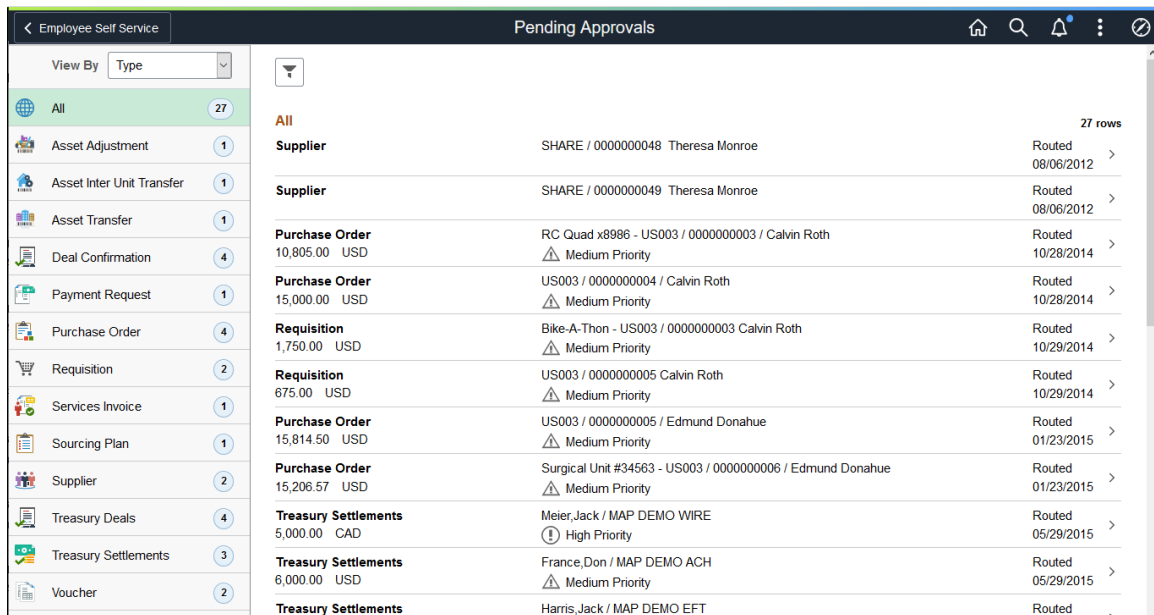 Employee Self Service
Pending Approvals
View By Type
All 27
Asset Adjustment 1
Asset Inter Unit Transfer 1
Asset Transfer 1
Deal Confirmation 4
Payment Request 1
Purchase Order 4
Requisition 2
Services Invoice 1
Sourcing Plan 1
Supplier 2
Treasury Deals 4
Treasury Settlements 3
Voucher 2
All 27 rows
Supplier SHARE / 0000000048 Theresa Monroe Routed
08/06/2012
Supplier SHARE / 0000000049 Theresa Monroe Routed
08/06/2012
Purchase Order RC Quad x8986 - US003 / 0000000003 / Calvin Roth Routed
10,805.00 USD Medium Priority 10/28/2014
Purchase Order US003 / 0000000004 / Calvin Roth Routed
15,000.00 USD Medium Priority 10/28/2014
Requisition Bike-A-Thon - US003 / 0000000003 Calvin Roth Routed
1,750.00 USD Medium Priority 10/29/2014
Requisition US003 / 0000000005 Calvin Roth Routed
675.00 USD Medium Priority 10/29/2014
Purchase Order US003 / 0000000005 / Edmund Donahue Routed
15,814.50 USD Medium Priority 01/23/2015
Purchase Order Surgical Unit #34563 - US003 / 0000000006 / Edmund Donahue Routed
15,206.57 USD Medium Priority 01/23/2015
Treasury Settlements Meier,Jack / MAP DEMO WIRE Routed
5,000.00 CAD High Priority 05/29/2015
Treasury Settlements France,Don / MAP DEMO ACH Routed
6,000.00 USD Medium Priority 05/29/2015
Treasury Settlements Harris,Jack / MAP DEMO EFT Routed